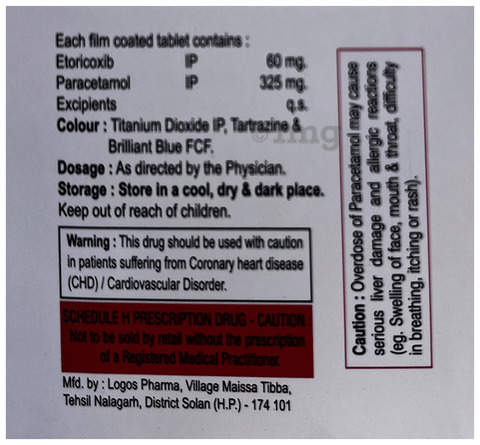 Each film coated tablet contains :
Etoricoxib IP 60 mg.
Paracetamol IP 325 mg.
Excipients q.s.
Colour : Titanium Dioxide IP, Tartrazine &
Brilliant Blue FCF.
Dosage : As directed by the Physician.
Storage : Store in a cool, dry & dark place.
Keep out of reach of children.
Warning : This drug should be used with caution
in patients suffering from Coronary heart disease
(CHD) / Cardiovascular Disorder.
SCHEDULE H PRESCRIPTION DRUG - CAUTION :
Not to be sold by retail without the prescription
of a Registered Medical Practitioner.
Mfd. by : Logos Pharma, Village Maissa Tibba,
Tehsil Nalagarh, District Solan (H.P.) - 174 101
Caution : Overdose of Paracetamol may cause
serious liver damage and allergic reactions
(eg. Swelling of face, mouth & throat, difficulty
in breathing, itching or rash).